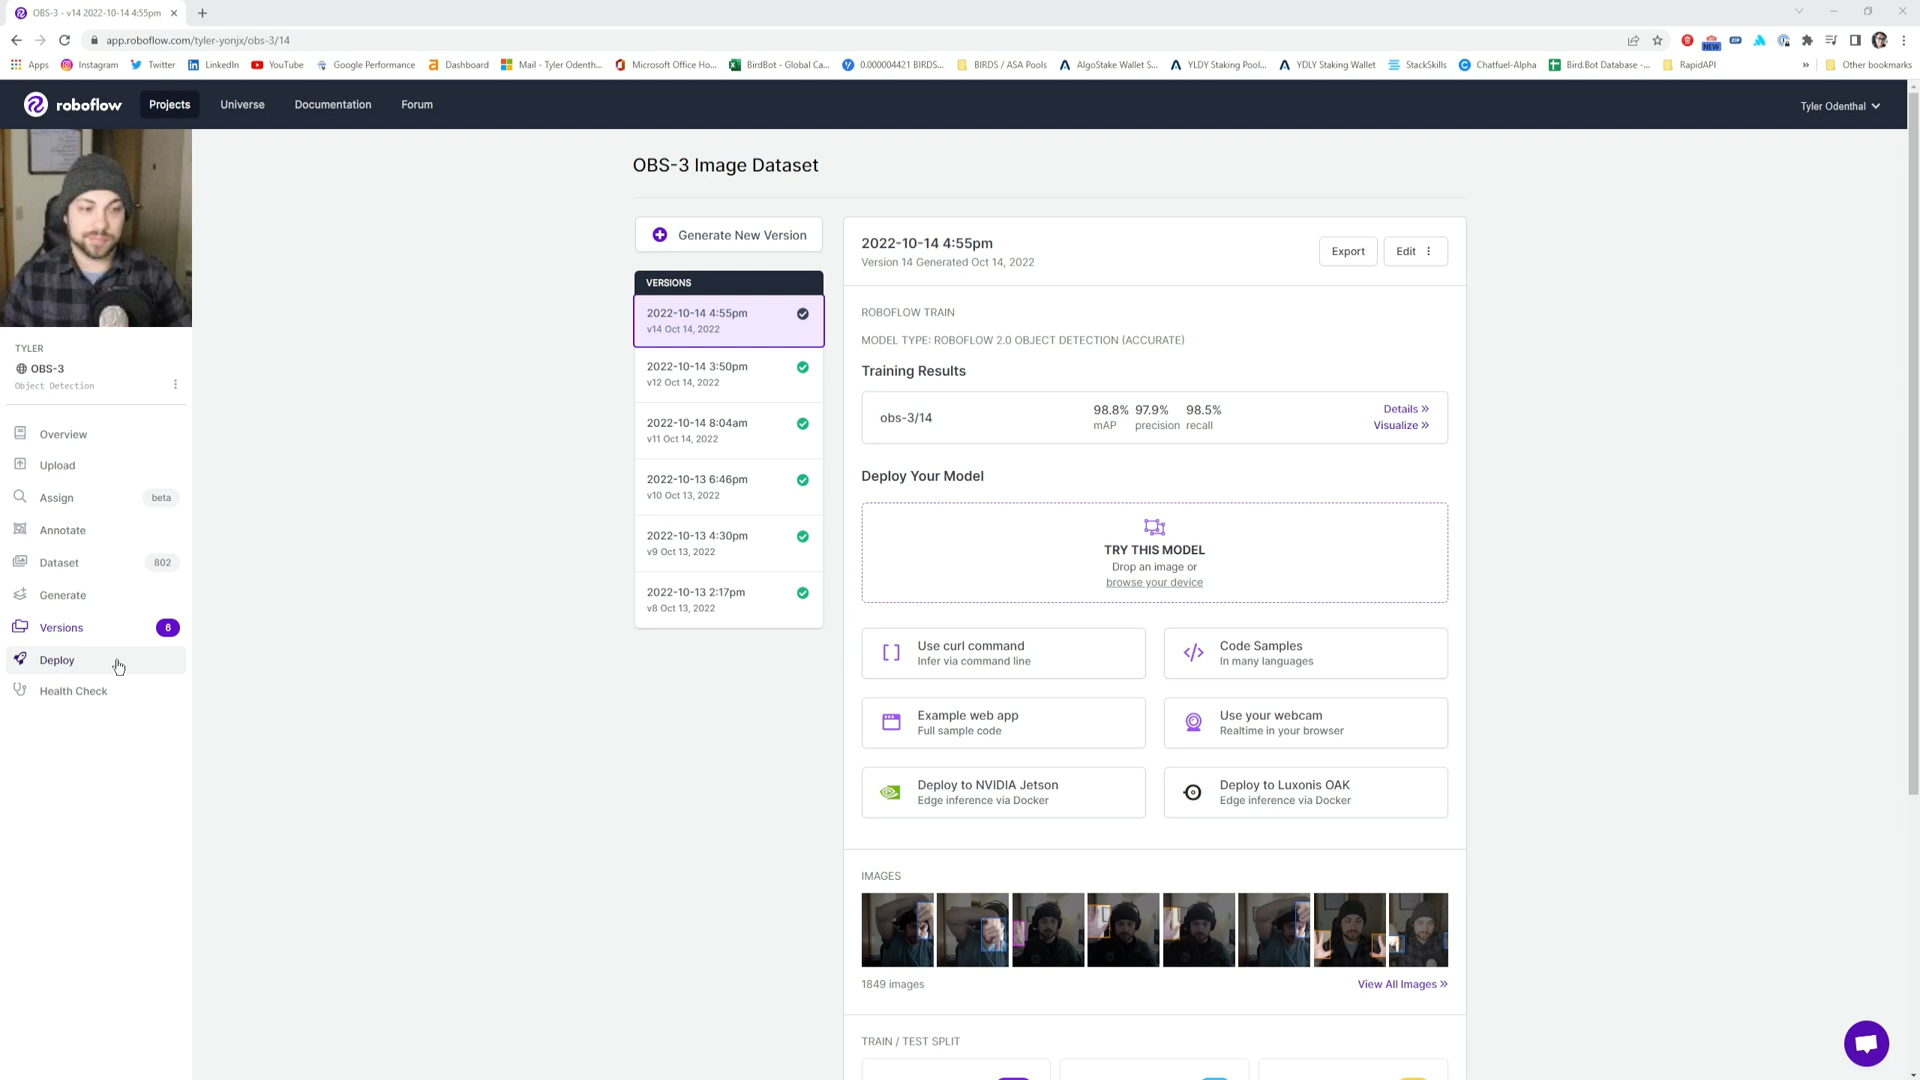 OBS-3 - v14 2022-10-14 4:55pm
app.roboflow.com/tyler-yonjx/obs-3/14
Apps
Instagram
Twitter
LinkedIn
YouTube
Google Performance
Dashboard
Mail - Tyler Odenth...
Microsoft Office Ho...
BirdBot - Global Ca...
0.000004421 BIRDS...
BIRDS / ASA Pools
AlgoStake Wallet S...
YLDY Staking Pool...
YDLY Staking Wallet
StackSkills
Chatfuel-Alpha
Bird.Bot Database -...
RapidAPI
Other bookmarks
NEW
roboflow
Projects
Universe
Documentation
Forum
Tyler Odenthal
TYLER
OBS-3
Object Detection
Overview
Upload
Assign beta
Annotate
Dataset 802
Generate
Versions 6
Deploy
Health Check
OBS-3 Image Dataset
Generate New Version
VERSIONS
2022-10-14 4:55pm
v14 Oct 14, 2022
2022-10-14 3:50pm
v12 Oct 14, 2022
2022-10-14 8:04am
v11 Oct 14, 2022
2022-10-13 6:46pm
v10 Oct 13, 2022
2022-10-13 4:30pm
v9 Oct 13, 2022
2022-10-13 2:17pm
v8 Oct 13, 2022
2022-10-14 4:55pm
Version 14 Generated Oct 14, 2022
Export
Edit
ROBOFLOW TRAIN
MODEL TYPE: ROBOFLOW 2.0 OBJECT DETECTION (ACCURATE)
Training Results
obs-3/14
98.8% 97.9% 98.5%
mAP precision recall
Details »
Visualize »
Deploy Your Model
TRY THIS MODEL
Drop an image or
browse your device
Use curl command
Infer via command line
Code Samples
In many languages
Example web app
Full sample code
Use your webcam
Realtime in your browser
Deploy to NVIDIA Jetson
Edge inference via Docker
Deploy to Luxonis OAK
Edge inference via Docker
IMAGES
1849 images
View All Images »
TRAIN / TEST SPLIT